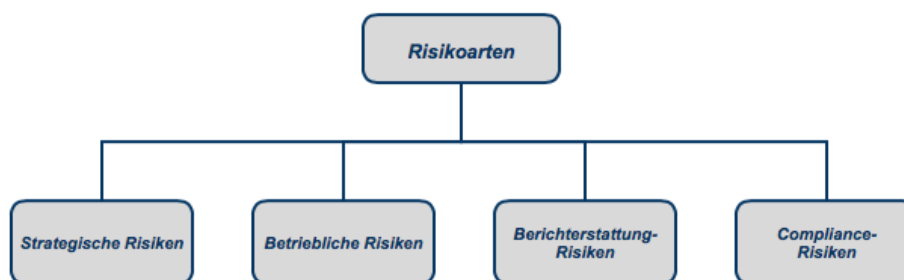 Risikoarten
Strategische Risiken
Betriebliche Risiken
Berichterstattung-
Risiken
Compliance-
Risiken